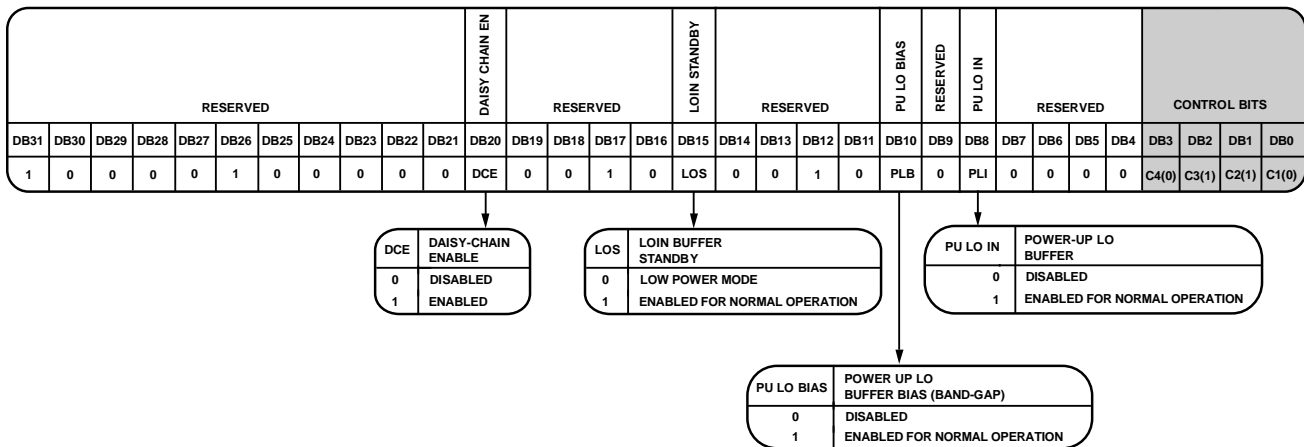 RESERVED DAISY CHAIN EN RESERVED LOIN STANDBY RESERVED PU LO BIAS RESERVED PU LO IN RESERVED CONTROL BITS
DB31 DB30 DB29 DB28 DB27 DB26 DB25 DB24 DB23 DB22 DB21 DB20 DB19 DB18 DB17 DB16 DB15 DB14 DB13 DB12 DB11 DB10 DB9 DB8 DB7 DB6 DB5 DB4 DB3 DB2 DB1 DB0
1 0 0 0 0 1 0 0 0 0 0 DCE 0 0 1 0 LOS 0 0 1 0 PLB 0 PLI 0 0 0 0 C4(0) C3(1) C2(1) C1(0)
DCE DAISY-CHAIN
ENABLE
0 DISABLED
1 ENABLED
LOS LOIN BUFFER
STANDBY
0 LOW POWER MODE
1 ENABLED FOR NORMAL OPERATION
PU LO IN POWER-UP LO
BUFFER
0 DISABLED
1 ENABLED FOR NORMAL OPERATION
PU LO BIAS POWER UP LO
BUFFER BIAS (BAND-GAP)
0 DISABLED
1 ENABLED FOR NORMAL OPERATION